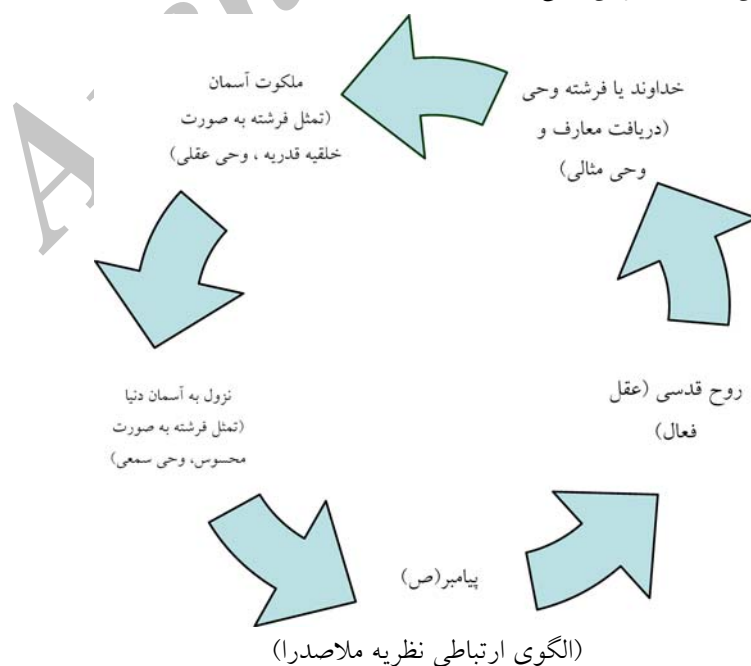 خداوند یا فرشته وحی
(دریافت معارف و
وحی مثالی)
ملکوت آسمان
(تمثل فرشته به صورت
خلقیه قدریه ، وحی عقلی)
نزول به آسمان دنیا
(تمثل فرشته به صورت
محسوس، وحی سمعی)
پیامبر(ص)
روح قدسی (عقل
فعال)
(الگوی ارتباطی نظریه ملاصدرا)